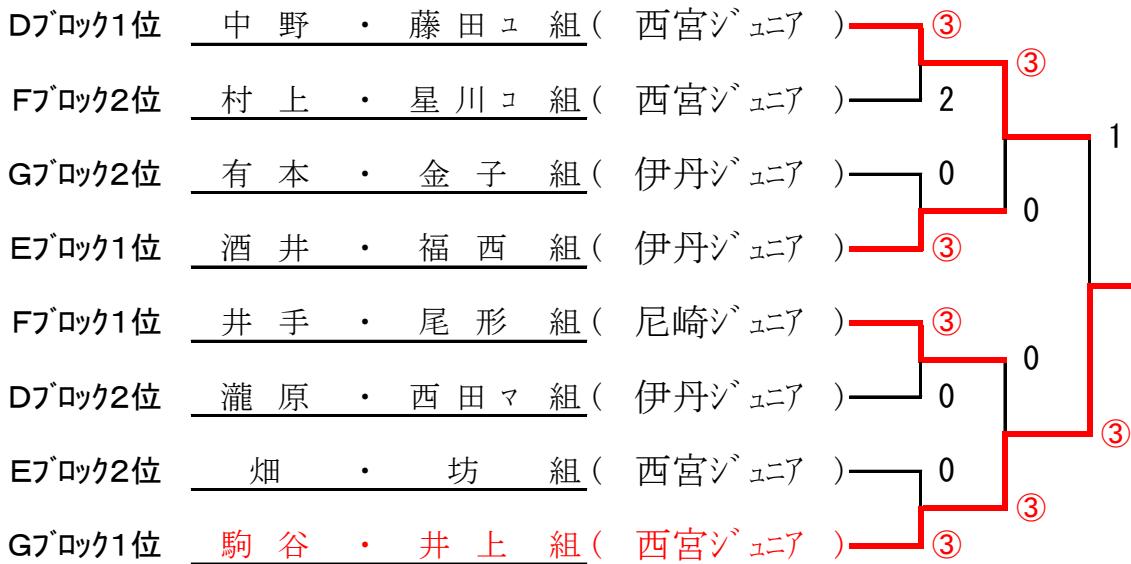 Dブロック1位 中野・藤田ュ組(西宮ジュニア) ③
③
Fブロック2位 村上・星川コ組(西宮ジュニア) 2
1
Gブロック2位 有本・金子組(伊丹ジュニア) 0
0
Eブロック1位 酒井・福西組(伊丹ジュニア) ③
Fブロック1位 井手・尾形組(尼崎ジュニア) ③
0
Dブロック2位 瀧原・西田マ組(伊丹ジュニア) 0
③
Eブロック2位 畑・坊組(西宮ジュニア) 0
③
Gブロック1位 駒谷・井上組(西宮ジュニア) ③